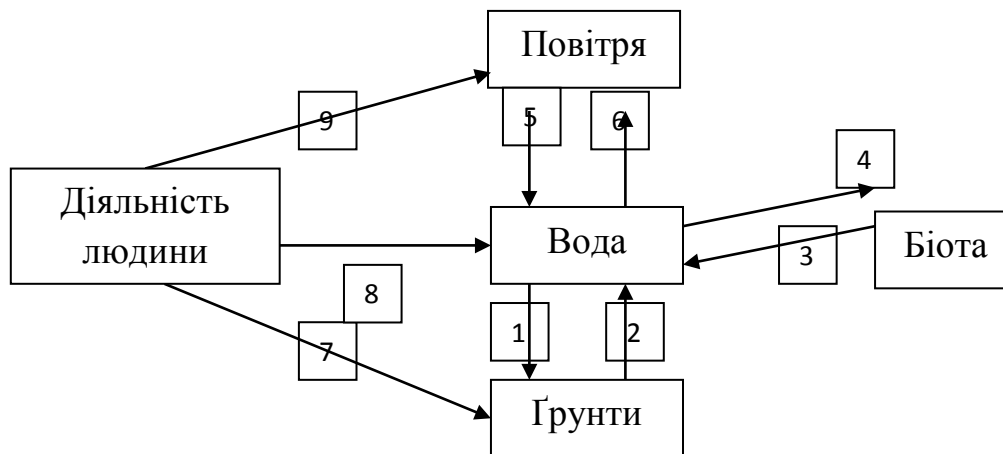 Повітря
9
5
6
4
Діяльність
людини
Вода
3
Біота
8
7
1
2
Ґрунти